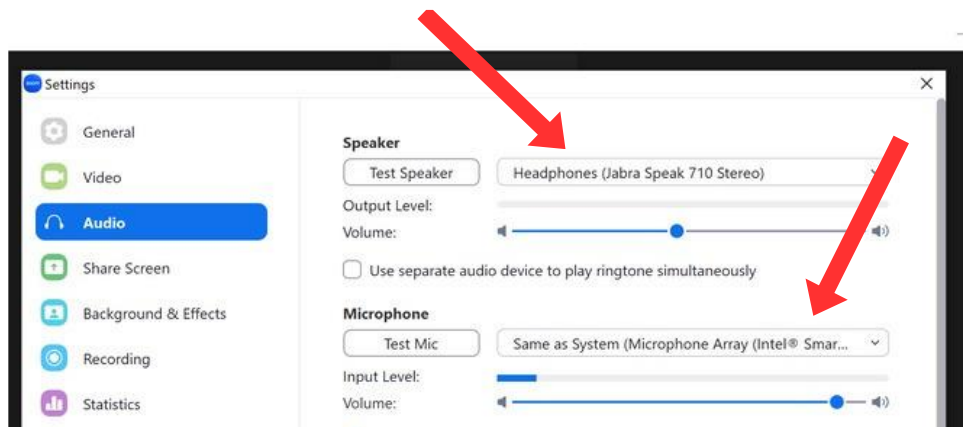 Settings
General
Video
Audio
Share Screen
Background & Effects
Recording
Statistics
Speaker
Test Speaker
Headphones (Jabra Speak 710 Stereo)
Output Level:
Volume:
Use separate audio device to play ringtone simultaneously
Microphone
Test Mic
Same as System (Microphone Array (Intel® Smar...
Input Level:
Volume: